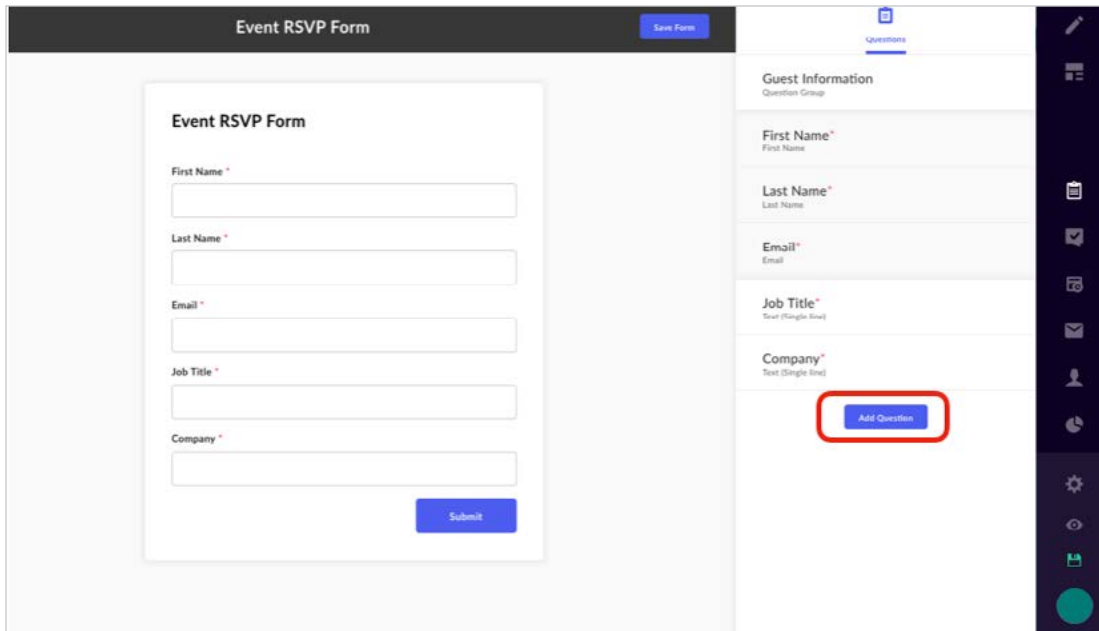 Event RSVP Form
Save Form
Event RSVP Form
First Name *
Last Name *
Email *
Job Title *
Company *
Submit
Questions
Guest Information
Question Group
First Name*
First Name
Last Name*
Last Name
Email*
Email
Job Title*
Text (Single line)
Company*
Text (Single line)
Add Question